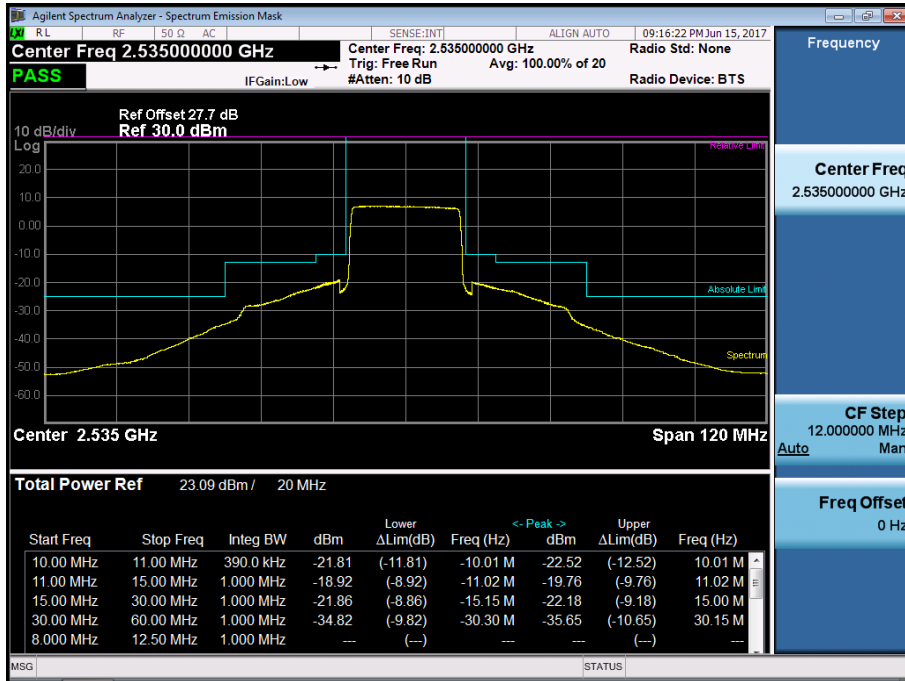 Agilent Spectrum Analyzer - Spectrum Emission Mask
LXI RL RF 50 Ω AC SENSE:INT ALIGN AUTO 09:16:22 PM Jun 15, 2017
Center Freq 2.535000000 GHz
Center Freq: 2.535000000 GHz Radio Std: None
Trig: Free Run Avg: 100.00% of 20
PASS IFGain:Low #Atten: 10 dB Radio Device: BTS
Ref Offset 27.7 dB
10 dB/div Ref 30.0 dBm
Log
Relative Limit
20.0
10.0
0.00
-10.0
-20.0
Absolute Limit
-30.0
-40.0
Spectrum
-50.0
-60.0
Center 2.535 GHz Span 120 MHz
Total Power Ref 23.09 dBm / 20 MHz
Lower <- Peak -> Upper
Start Freq Stop Freq Integ BW dBm ΔLim(dB) Freq (Hz) dBm ΔLim(dB) Freq (Hz)
10.00 MHz 11.00 MHz 390.0 kHz -21.81 (-11.81) -10.01 M -22.52 (-12.52) 10.01 M
11.00 MHz 15.00 MHz 1.000 MHz -18.92 (-8.92) -11.02 M -19.76 (-9.76) 11.02 M
15.00 MHz 30.00 MHz 1.000 MHz -21.86 (-8.86) -15.15 M -22.18 (-9.18) 15.00 M
30.00 MHz 60.00 MHz 1.000 MHz -34.82 (-9.82) -30.30 M -35.65 (-10.65) 30.15 M
8.000 MHz 12.50 MHz 1.000 MHz --- (---) --- --- (---) ---
MSG STATUS
Frequency
Center Freq
2.535000000 GHz
CF Step
12.000000 MHz
Auto Man
Freq Offset
0 Hz